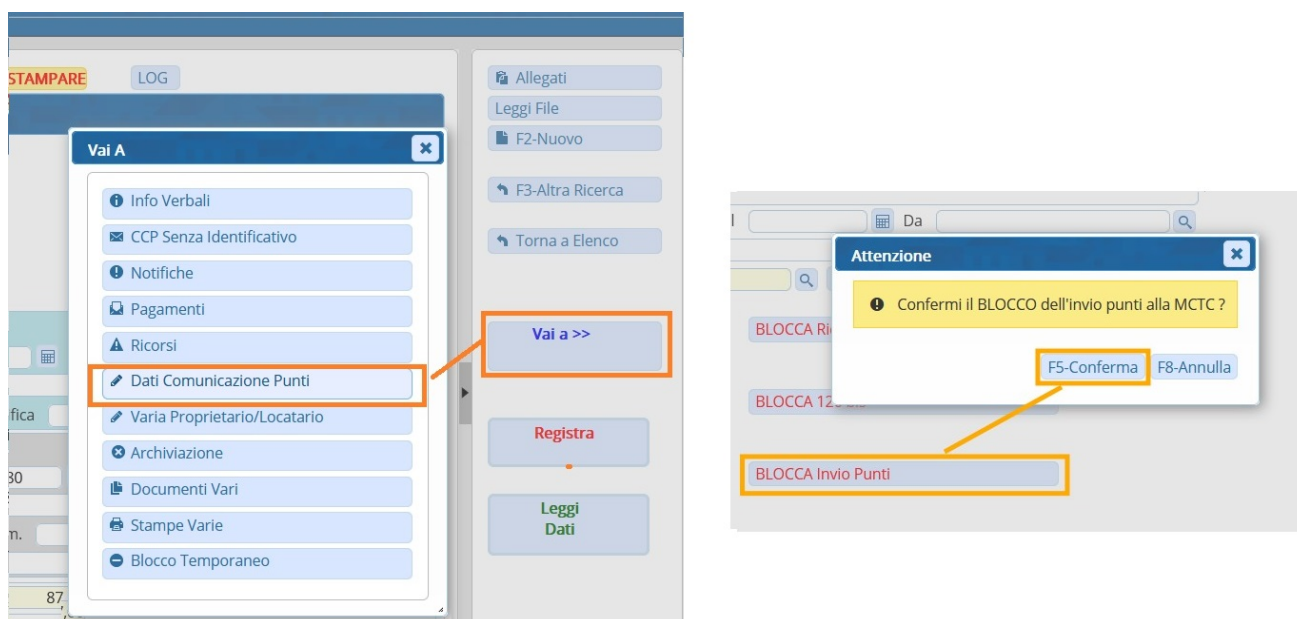 STAMPARE
LOG
Vai A
Info Verbali
CCP Senza Identificativo
Notifiche
Pagamenti
Ricorsi
Dati Comunicazione Punti
Varia Proprietario/Locatario
Archiviazione
Documenti Vari
Stampe Varie
Blocco Temporaneo
87
Allegati
Leggi File
F2-Nuovo
F3-Altra Ricerca
Torna a Elenco
Vai a >>
Registra
Leggi
Dati
Da
Attenzione
Confermi il BLOCCO dell'invio punti alla MCTC ?
F5-Conferma F8-Annulla
BLOCCA
BLOCCA
BLOCCA Invio Punti